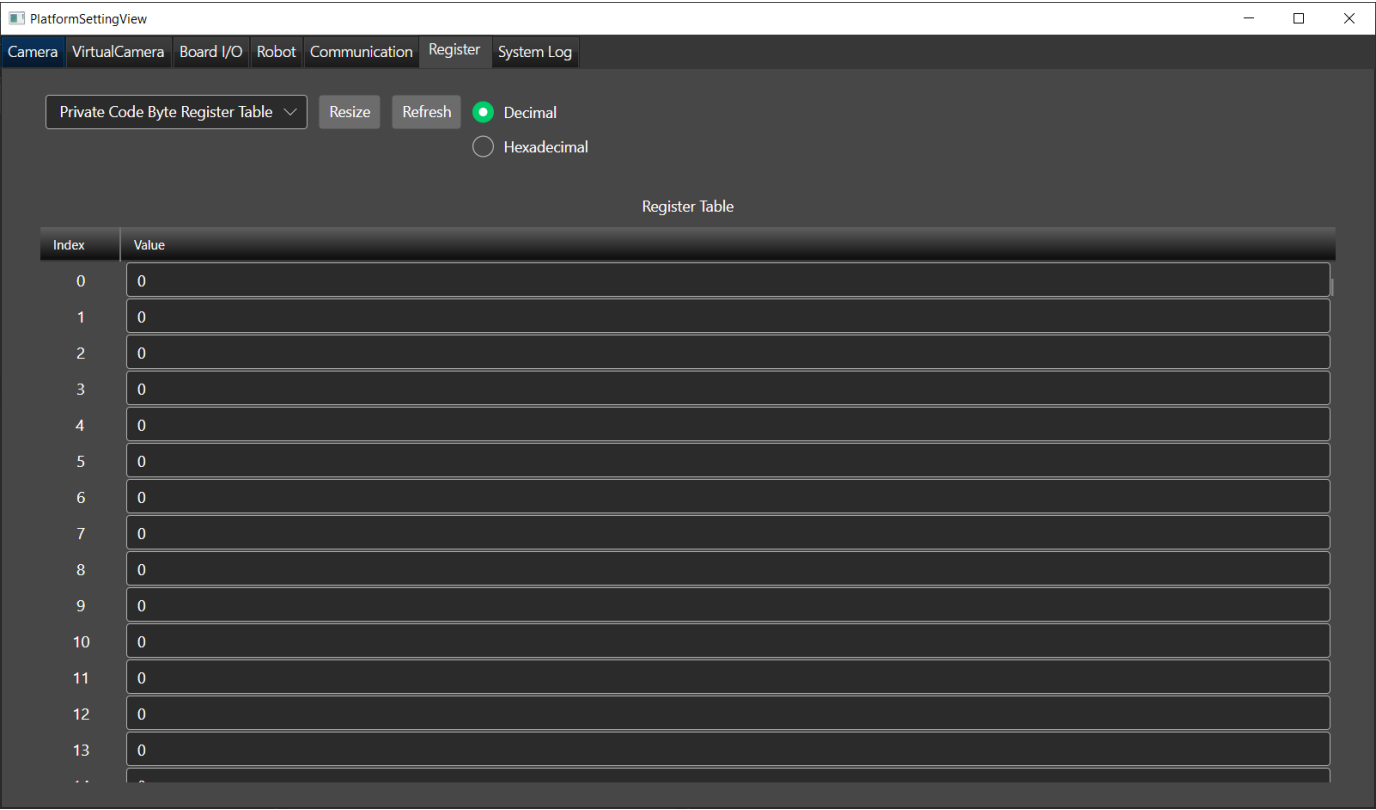 PlatformSettingView
Camera VirtualCamera Board I/O Robot Communication Register System Log
Private Code Byte Register Table Resize Refresh Decimal
Hexadecimal
Register Table
Index Value
0 0
1 0
2 0
3 0
4 0
5 0
6 0
7 0
8 0
9 0
10 0
11 0
12 0
13 0